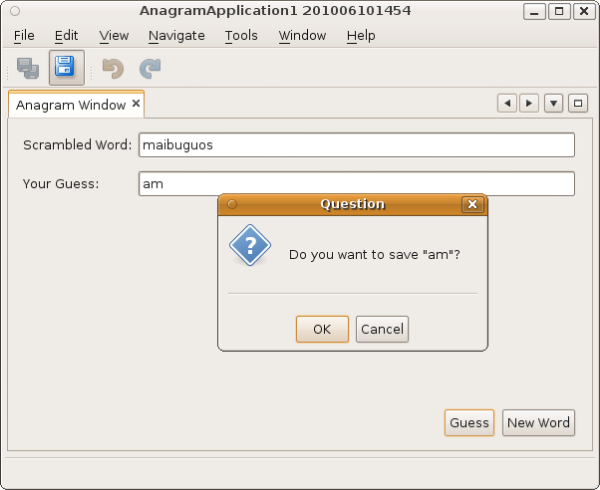 AnagramApplication1 201006101454
File Edit View Navigate Tools Window Help
Anagram Window
Scrambled Word: maibuguos
Your Guess: am
Question
?
Do you want to save "am"?
OK Cancel
Guess New Word